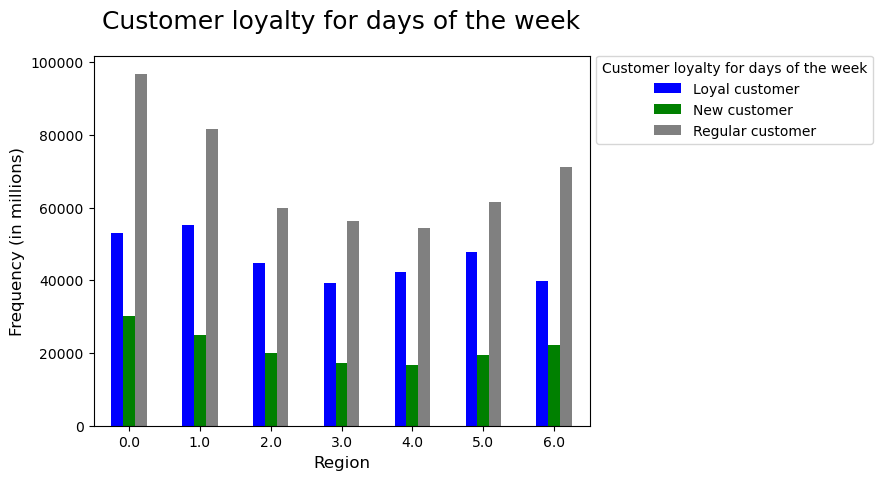 Customer loyalty for days of the week
Customer loyalty for days of the week
Loyal customer
New customer
Regular customer
Frequency (in millions)
100000
80000
60000
40000
20000
0
0.0 1.0 2.0 3.0 4.0 5.0 6.0
Region